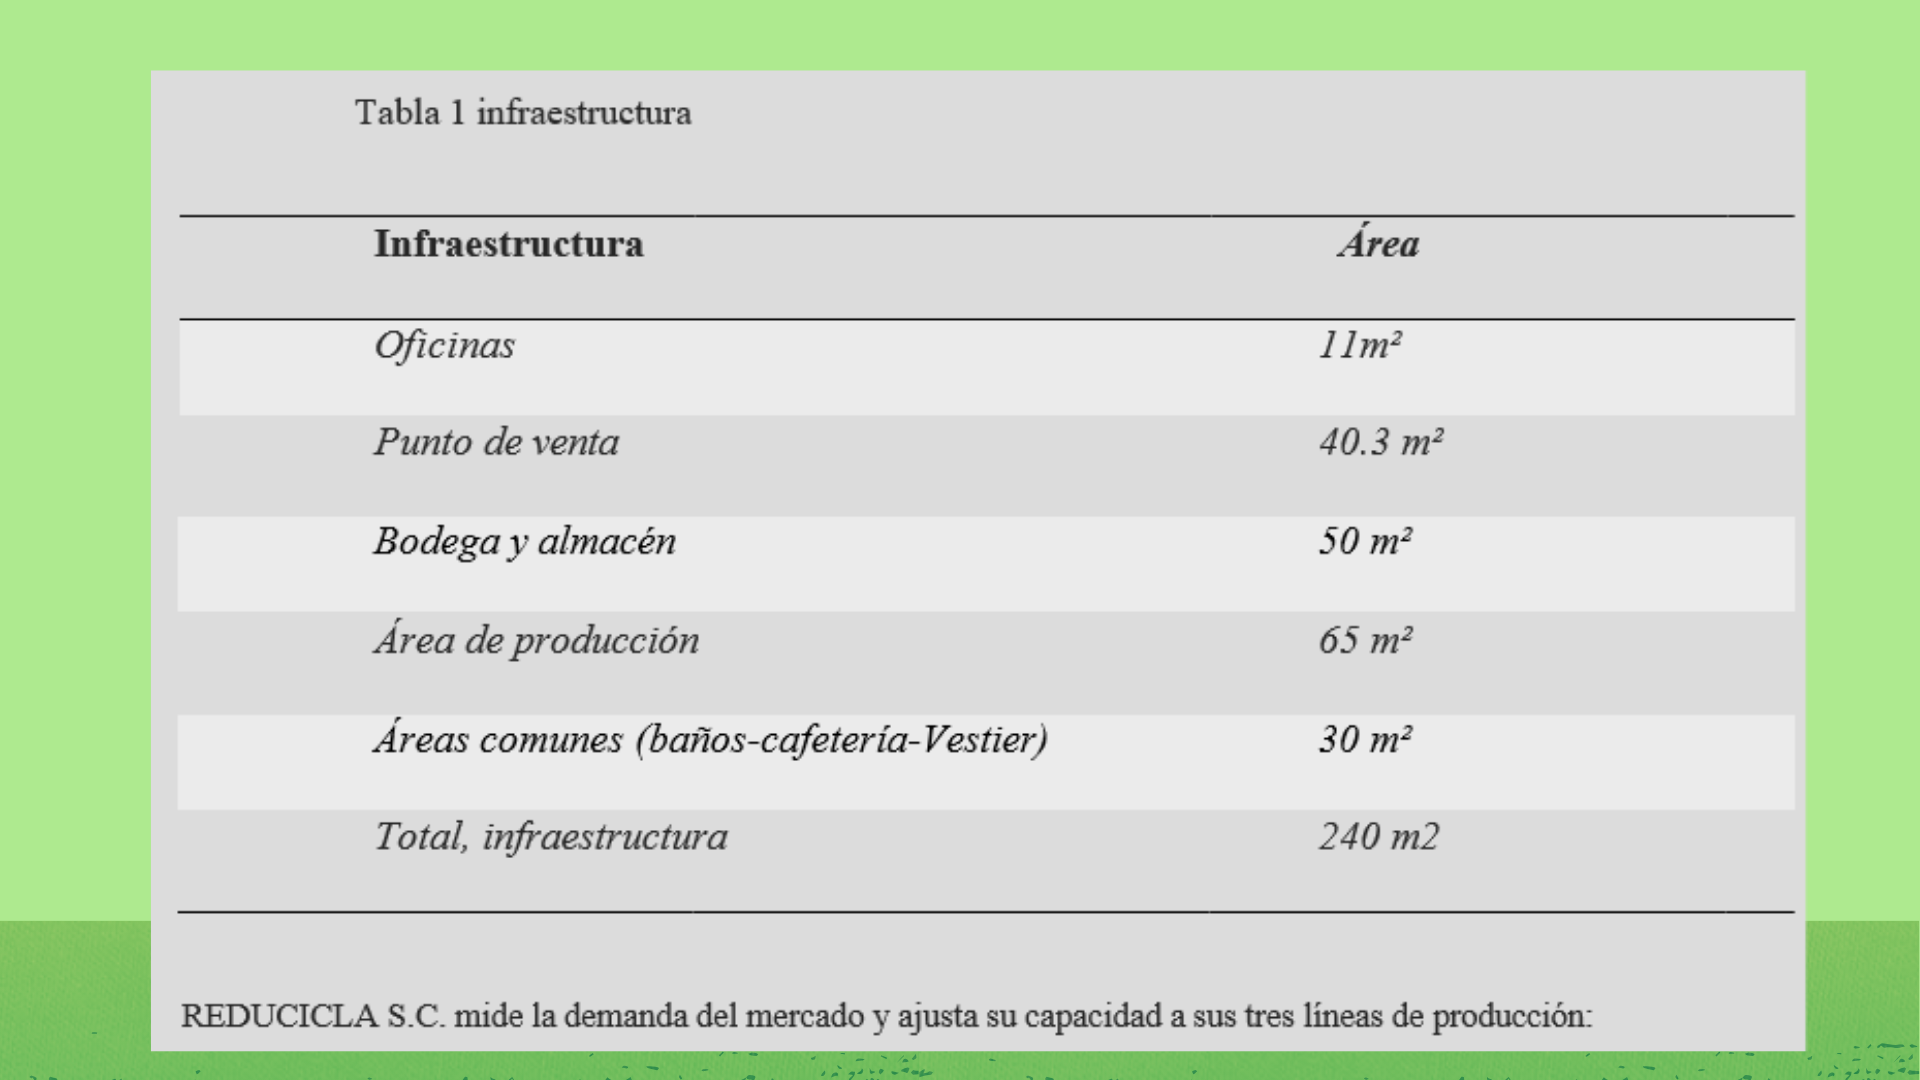 Tabla 1 infraestructura
Infraestructura Área
Oficinas 11m²
Punto de venta 40.3 m²
Bodega y almacén 50 m²
Área de producción 65 m²
Áreas comunes (baños-cafetería-Vestier) 30 m²
Total, infraestructura 240 m2
REDUCICLA S.C. mide la demanda del mercado y ajusta su capacidad a sus tres líneas de producción: